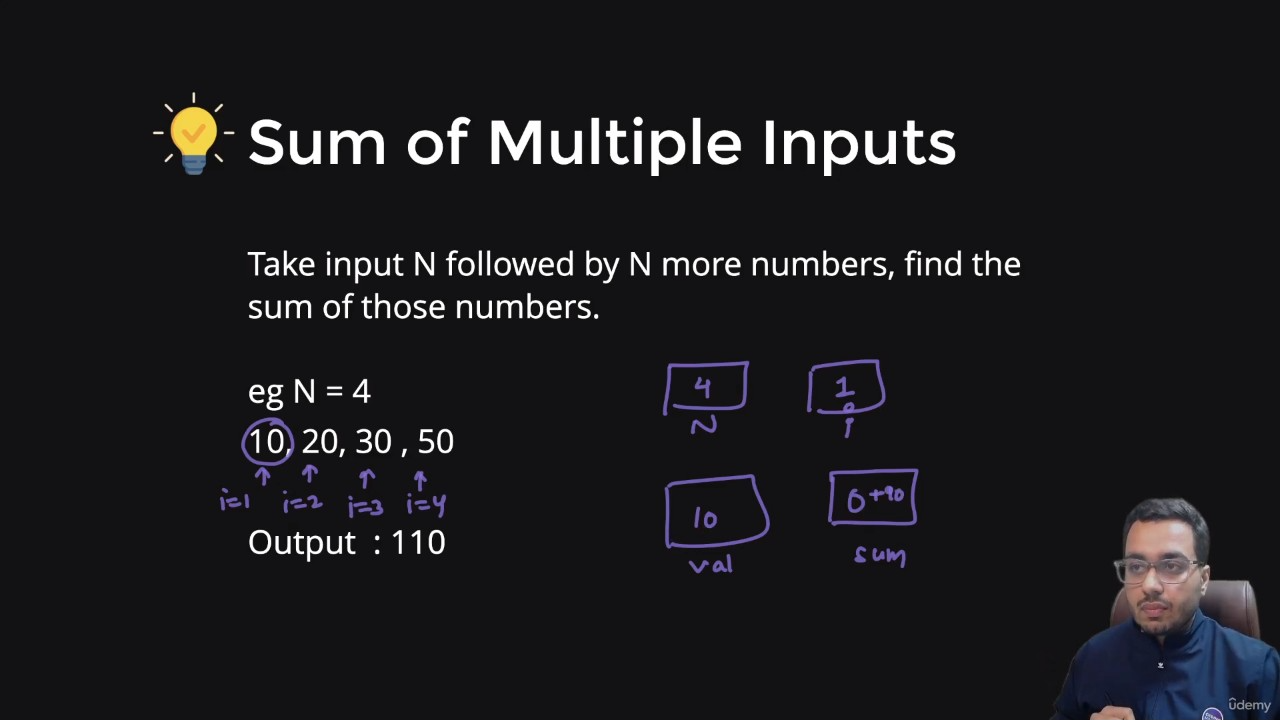 Sum of Multiple Inputs
Take input N followed by N more numbers, find the
sum of those numbers.
eg N = 4
10, 20, 30 , 50
i=1 i=2 i=3 i=4
Output : 110
4
N
1
i
10
val
0+10
sum
ûdemy